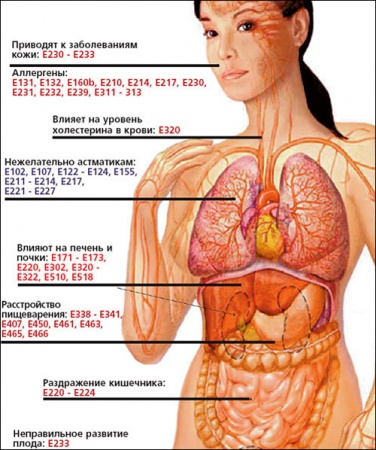 Приводят к заболеваниям
кожи: E230 - E233
Аллергены:
E131, E132, E160b, E210, E214, E217, E230,
E231, E232, E239, E311 - 313
Влияет на уровень
холестерина в крови: E320
Нежелательно астматикам:
E102, E107, E122 - E124, E155,
E211 - E214, E217,
E221 - E227
Влияют на печень и
почки: E171 - E173,
E220, E302, E320 -
E322, E510, E518
Расстройство
пищеварения: E338 - E341,
E407, E450, E461, E463,
E465, E466
Раздражение кишечника:
E220 - E224
Неправильное развитие
плода: E233